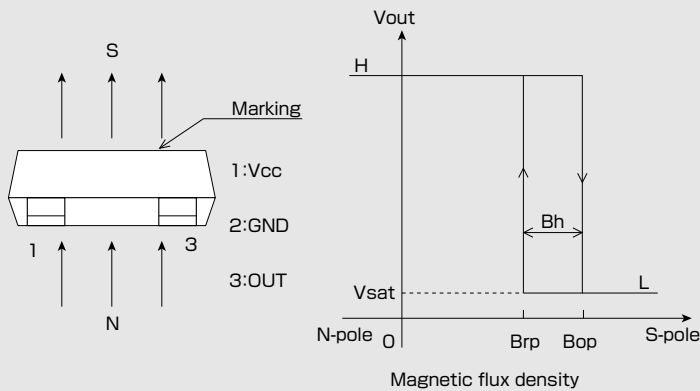 S
Marking
1:Vcc
2:GND
3:OUT
1
3
N
Vout
H
Bh
Vsat
L
N-pole
0
Brp
Bop
S-pole
Magnetic flux density